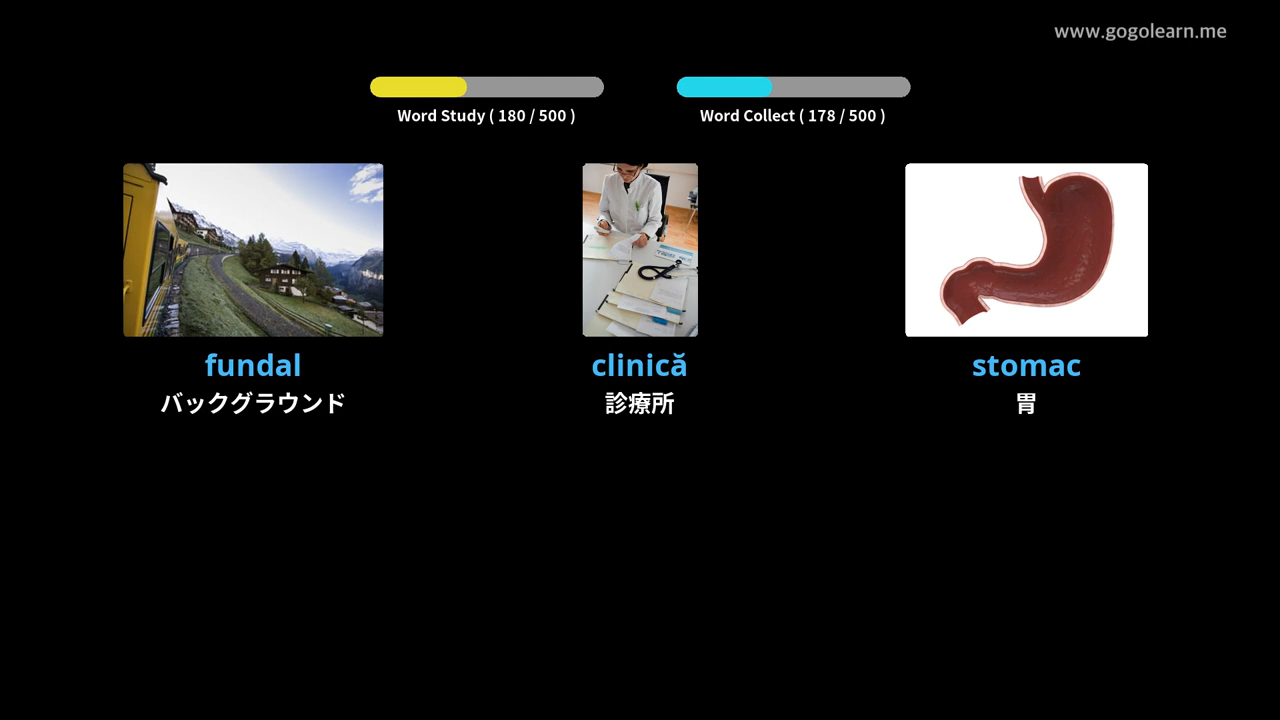 www.gogolearn.me
Word Study ( 180 / 500 )
Word Collect ( 178 / 500 )
fundal
バックグラウンド
clinică
診療所
stomac
胃